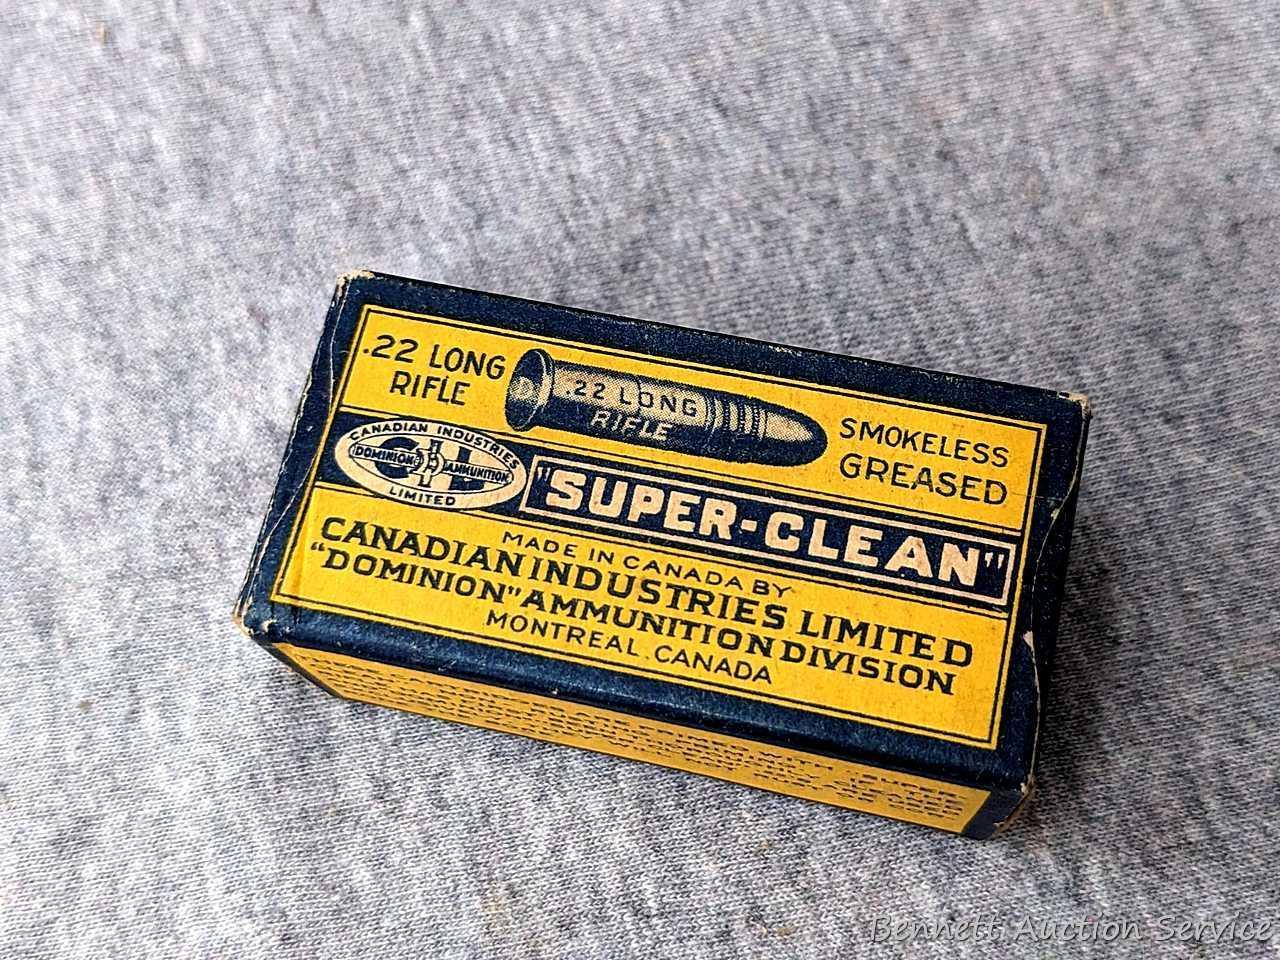 .22 LONG
RIFLE
.22 LONG
RIFLE
SMOKELESS
GREASED
CANADIAN INDUSTRIES
DOMINION AMMUNITION
LIMITED
"SUPER-CLEAN"
MADE IN CANADA BY
CANADIAN INDUSTRIES LIMITED
"DOMINION" AMMUNITION DIVISION
MONTREAL. CANADA
Bennett Auction Service